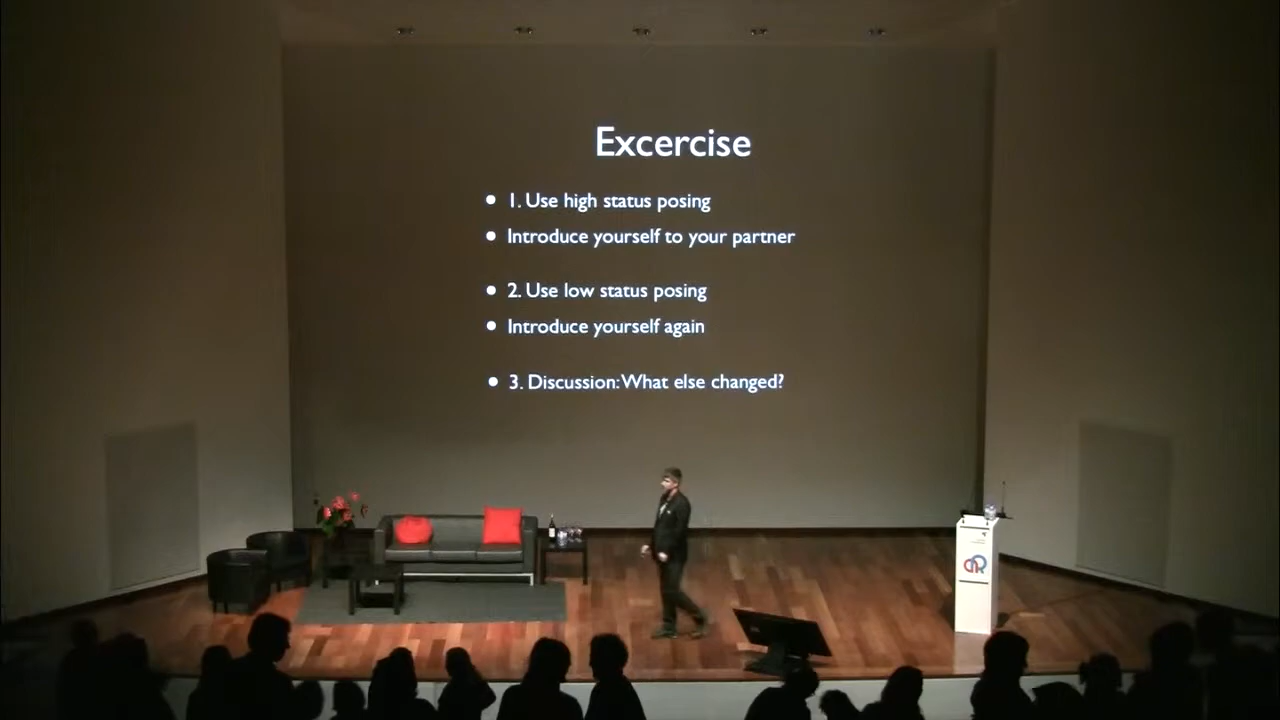 Excercise
• 1. Use high status posing
• Introduce yourself to your partner
• 2. Use low status posing
• Introduce yourself again
• 3. Discussion: What else changed?